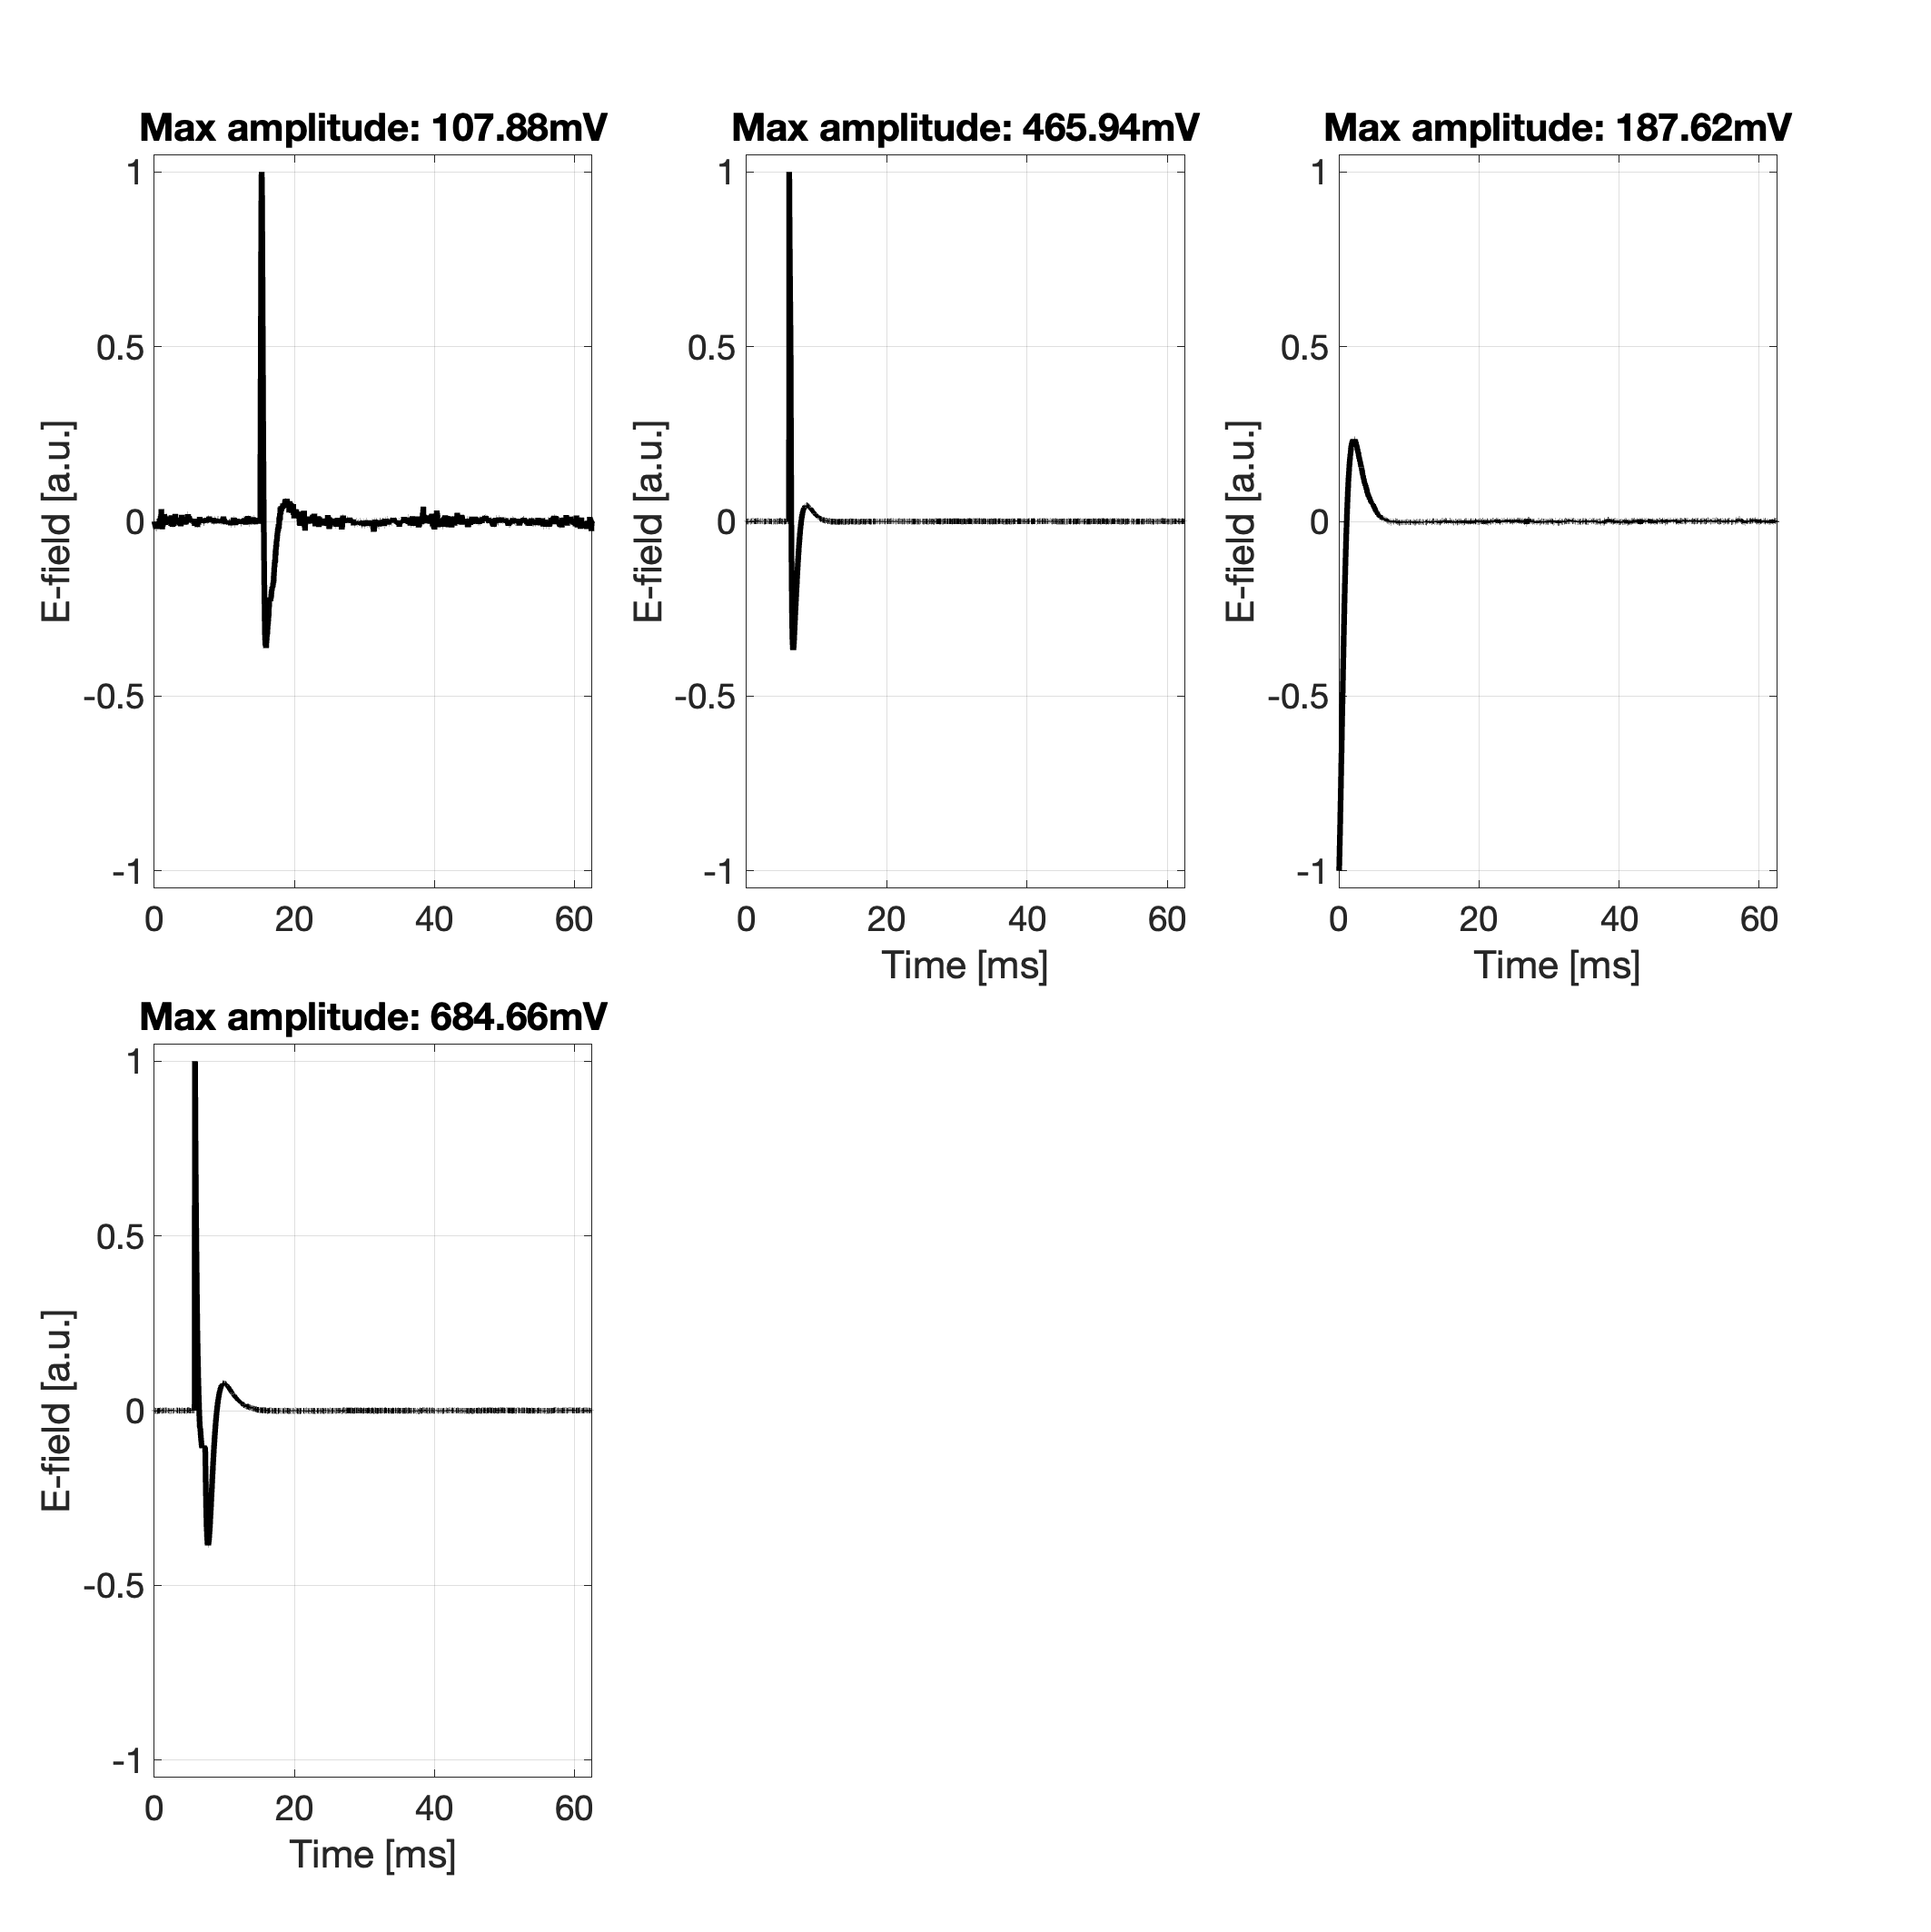 Max amplitude: 107.88mV
1
0.5
0
-0.5
-1
E-field [a.u.]
0 20 40 60
Max amplitude: 465.94mV
1
0.5
0
-0.5
-1
E-field [a.u.]
0 20 40 60
Time [ms]
Max amplitude: 187.62mV
1
0.5
0
-0.5
-1
E-field [a.u.]
0 20 40 60
Time [ms]
Max amplitude: 684.66mV
1
0.5
0
-0.5
-1
E-field [a.u.]
0 20 40 60
Time [ms]